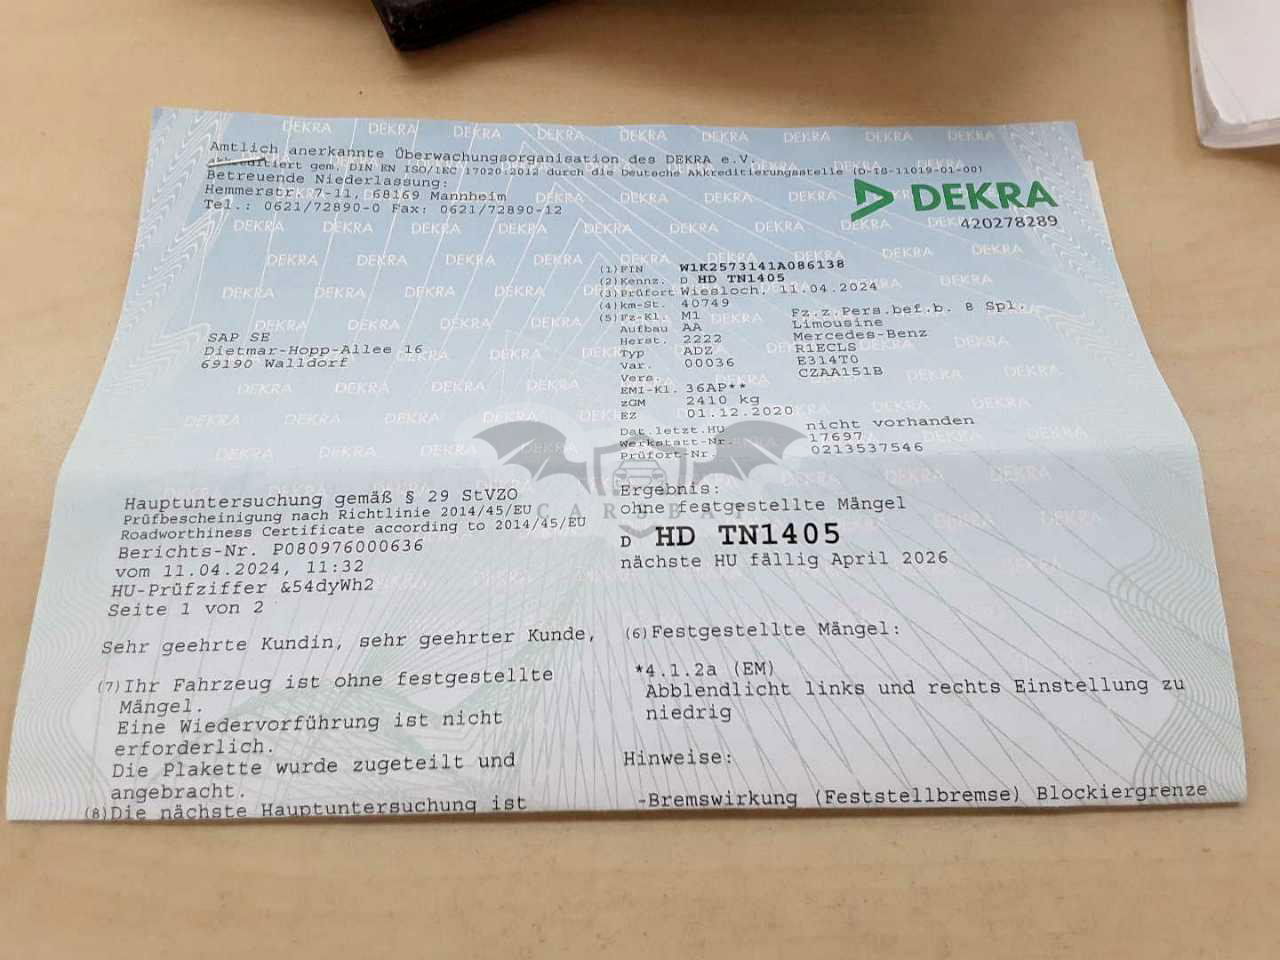 Amtlich anerkannte Überwachungsorganisation des DEKRA e.V.
Akkreditiert gem. DIN EN ISO/IEC 17020:2012 durch die Deutsche Akkreditierungsstelle (D-IS-11019-01-00)
Betreuende Niederlassung:
Hemmerstr. 7-11, 68169 Mannheim
Tel.: 0621/72890-0 Fax: 0621/72890-12
DEKRA
420278289
(1)FIN W1K2573141A086138
(2)Kennz. D HD TN1405
(3)Prüfort Wiesloch, 11.04.2024
(4)km-St. 40749
(5)Fz-Kl. M1 Fz.z.Pers.bef.b. 8 Spl.
Aufbau AA Limousine
Herst. 2222 Mercedes-Benz
Typ ADZ R1ECLS
Var. 00036 E314T0
Vers. CZAA151B
EMI-Kl. 36AP**
zGM 2410 kg
EZ 01.12.2020
Dat.letzt.HU nicht vorhanden
Werkstatt-Nr. 17697
Prüfort-Nr. 0213537546
SAP SE
Dietmar-Hopp-Allee 16
69190 Walldorf
CAROBAT
Hauptuntersuchung gemäß § 29 StVZO
Prüfbescheinigung nach Richtlinie 2014/45/EU
Roadworthiness Certificate according to 2014/45/EU
Berichts-Nr. P080976000636
vom 11.04.2024, 11:32
HU-Prüfziffer &54dyWh2
Seite 1 von 2
Ergebnis:
ohne festgestellte Mängel
D HD TN1405
nächste HU fällig April 2026
Sehr geehrte Kundin, sehr geehrter Kunde,
(7)Ihr Fahrzeug ist ohne festgestellte
Mängel.
Eine Wiedervorführung ist nicht
erforderlich.
Die Plakette wurde zugeteilt und
angebracht.
(8)Die nächste Hauptuntersuchung ist
(6)Festgestellte Mängel:
*4.1.2a (EM)
Abblendlicht links und rechts Einstellung zu
niedrig
Hinweise:
-Bremswirkung (Feststellbremse) Blockiergrenze